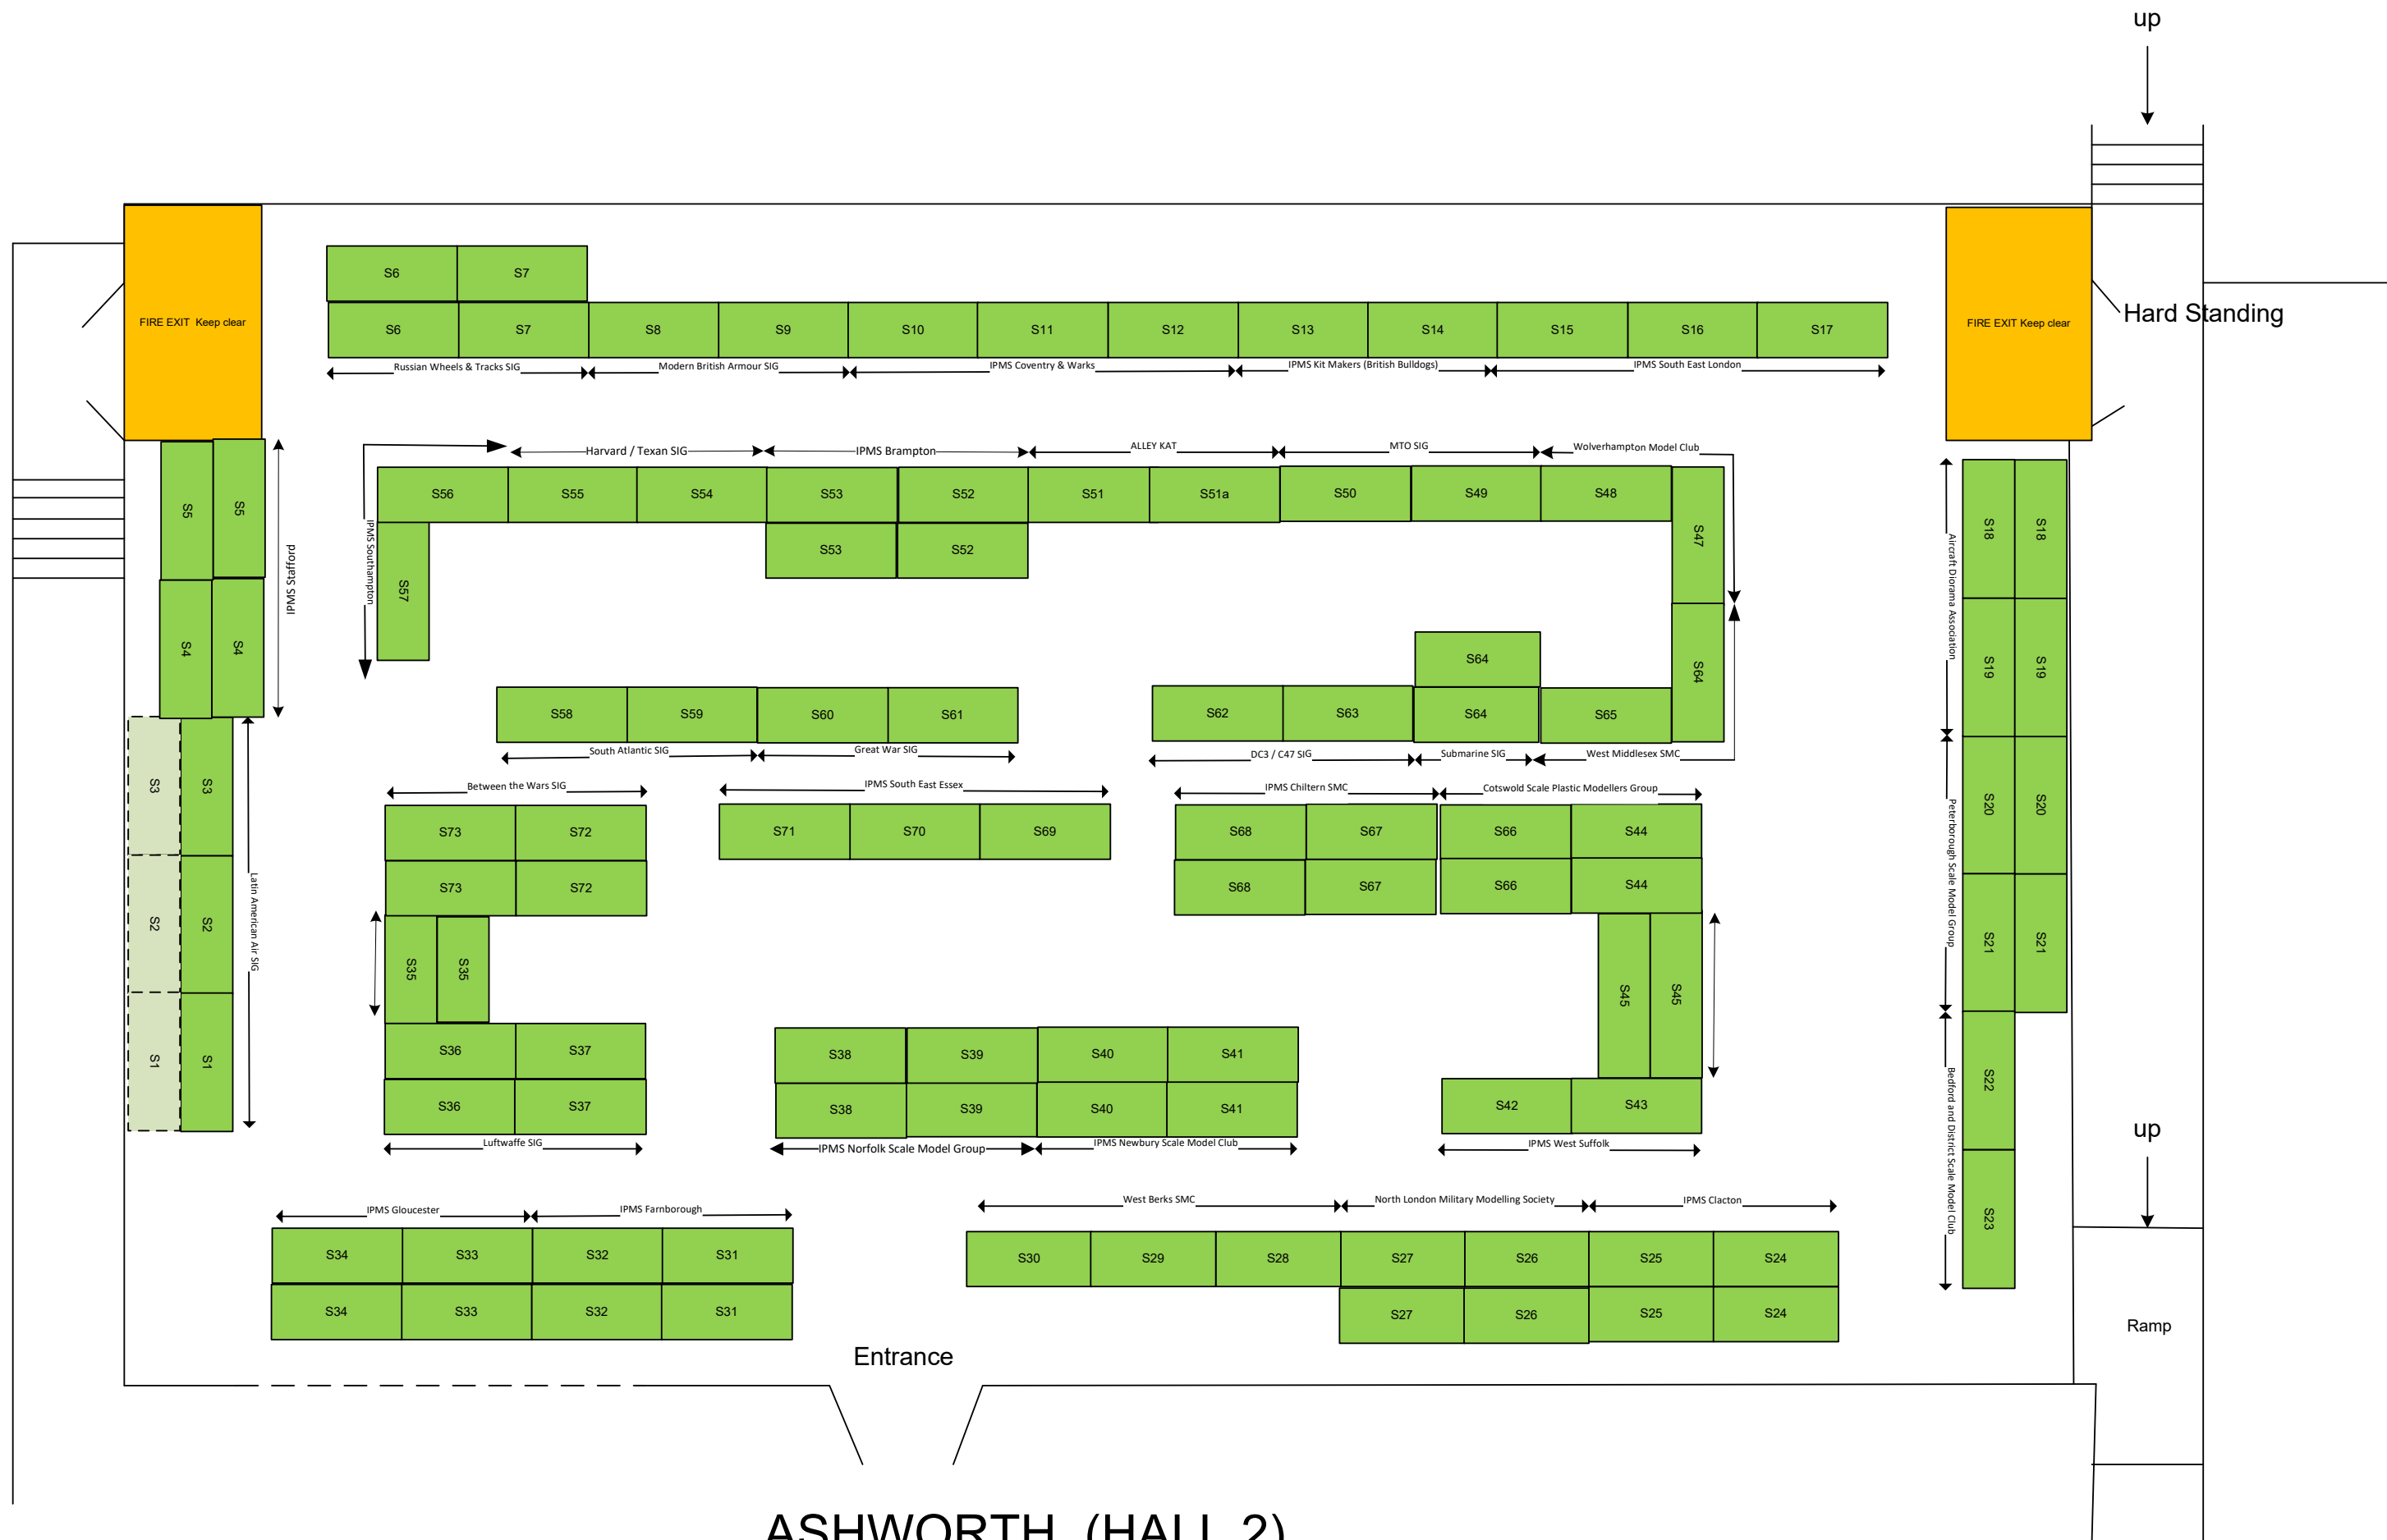 up
FIRE EXIT  Keep clear
FIRE EXIT Keep clear
Hard Standing
S6 S7
S6 S7 S8 S9 S10 S11 S12 S13 S14 S15 S16 S17
Russian Wheels & Tracks SIG
Modern British Armour SIG
IPMS Coventry & Warks
IPMS Kit Makers (British Bulldogs)
IPMS South East London
Harvard / Texan SIG
IPMS Brampton
ALLEY KAT
MTO SIG
Wolverhampton Model Club
S56 S55 S54 S53 S52 S51 S51a S50 S49 S48
S53 S52
S47
S57
IPMS Southampton
S5 S5
S4 S4
IPMS Stafford
S3 S3
S2 S2
S1 S1
Latin American Air SIG
S64
S64
S58 S59 S60 S61
S62 S63 S64 S65
South Atlantic SIG
Great War SIG
DC3 / C47 SIG
Submarine SIG
West Middlesex SMC
Between the Wars SIG
IPMS South East Essex
IPMS Chiltern SMC
Cotswold Scale Plastic Modellers Group
S73 S72
S71 S70 S69
S68 S67 S66 S44
S73 S72
S68 S67 S66 S44
S35 S35
S45 S45
S36 S37
S38 S39 S40 S41
S36 S37
S38 S39 S40 S41
S42 S43
Luftwaffe SIG
IPMS Norfolk Scale Model Group
IPMS Newbury Scale Model Club
IPMS West Suffolk
S18 S18
S19 S19
Aircraft Diorama Association
S20 S20
S21 S21
Peterborough Scale Model Group
S22
S23
Bedford and District Scale Model Club
up
Ramp
IPMS Gloucester
IPMS Farnborough
West Berks SMC
North London Military Modelling Society
IPMS Clacton
S34 S33 S32 S31
S30 S29 S28 S27 S26 S25 S24
S34 S33 S32 S31
S27 S26 S25 S24
Entrance
ASHWORTH  (HALL 2)